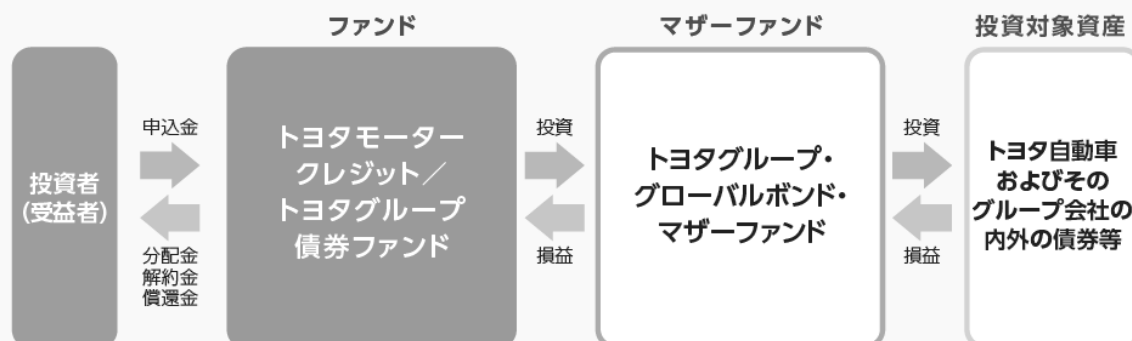 ファンド
マザーファンド
投資対象資産
投資者
(受益者)
申込金
分配金
解約金
償還金
トヨタモーター
クレジット／
トヨタグループ
債券ファンド
投資
損益
トヨタグループ・
グローバルボンド・
マザーファンド
投資
損益
トヨタ自動車
およびその
グループ会社の
内外の債券等